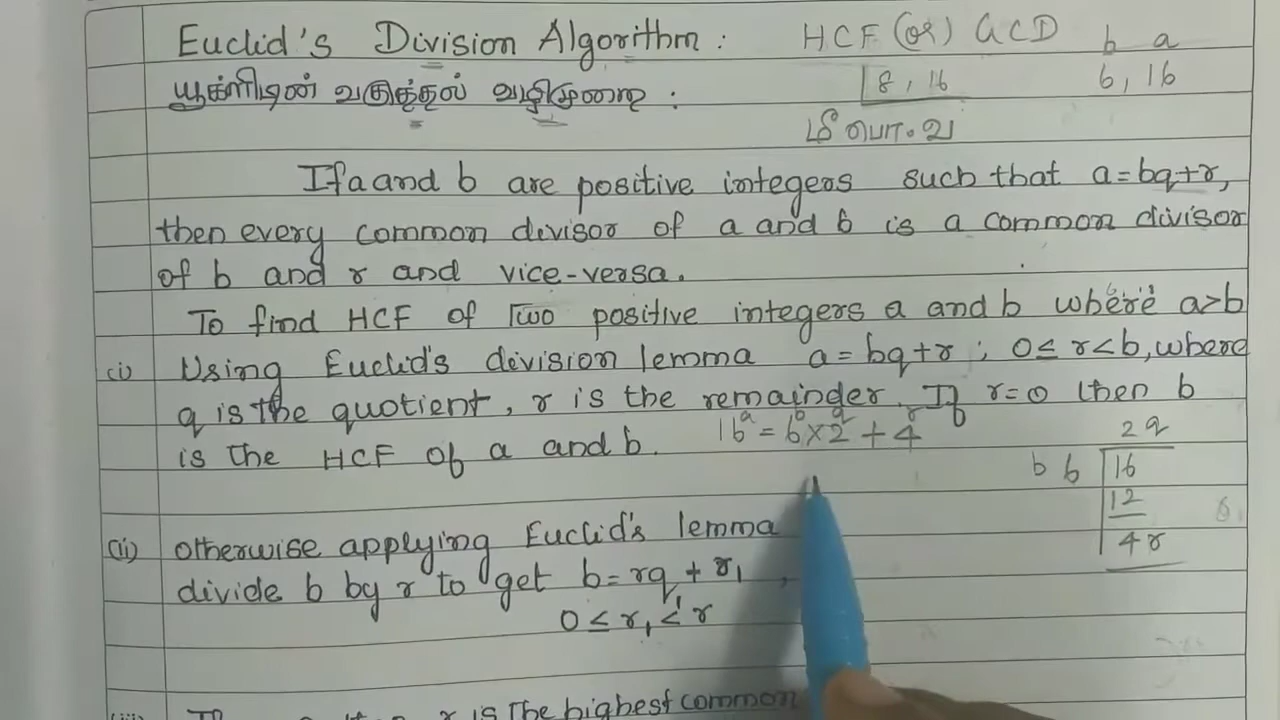 Euclid's Division Algorithm :
HCF (or) GCD
b a
யூக்ளிடின் வகுத்தல் வழிமுறை :
8, 16
6, 16
மீ பொ. வ
If a and b are positive integers such that a = bq + r,
then every common divisor of a and b is a common divisor
of b and r and vice-versa.
To find HCF of Two positive integers a and b where a>b
(i) Using Euclid's division lemma a = bq + r ; 0 ≤ r < b, where
q is the quotient, r is the remainder. If r = 0 then b
is the HCF of a and b.
a b q r
16 = 6 × 2 + 4
2 q
b 6 16
12
4 r
(ii) otherwise applying Euclid's lemma
divide b by r to get b = rq1 + r1 ,
0 ≤ r1 < r
r is the highest common